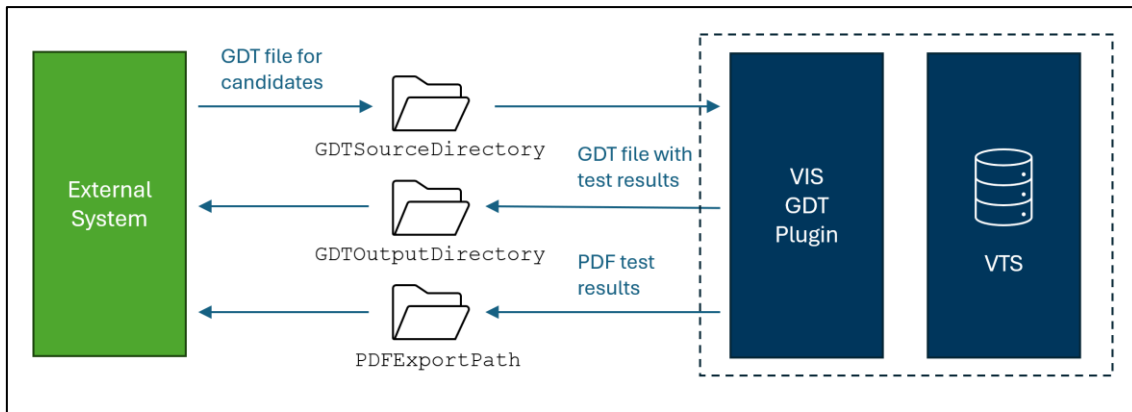 GDT file for
candidates
GDTSourceDirectory
External
System
GDT file with
test results
GDTOutputDirectory
PDF test
results
PDFExportPath
VIS
GDT
Plugin
VTS